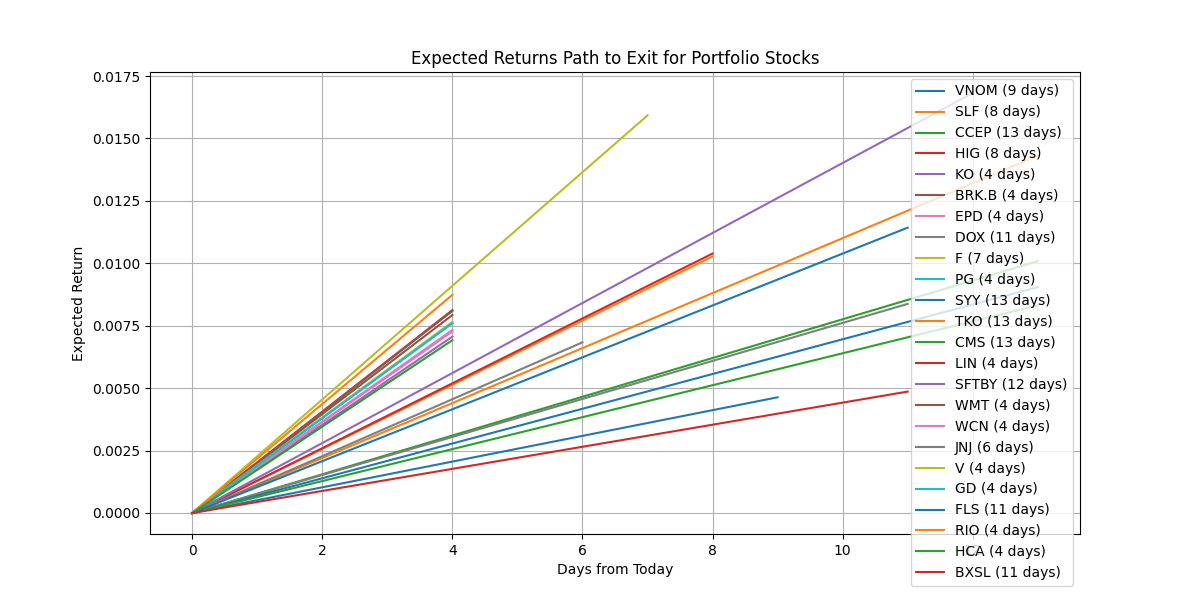 Expected Returns Path to Exit for Portfolio Stocks
Expected Return
0.0175
0.0150
0.0125
0.0100
0.0075
0.0050
0.0025
0.0000
0
2
4
6
8
10
12
Days from Today
VNOM (9 days)
SLF (8 days)
CCEP (13 days)
HIG (8 days)
KO (4 days)
BRK.B (4 days)
EPD (4 days)
DOX (11 days)
F (7 days)
PG (4 days)
SYY (13 days)
TKO (13 days)
CMS (13 days)
LIN (4 days)
SFTBY (12 days)
WMT (4 days)
WCN (4 days)
JNJ (6 days)
V (4 days)
GD (4 days)
FLS (11 days)
RIO (4 days)
HCA (4 days)
BXSL (11 days)